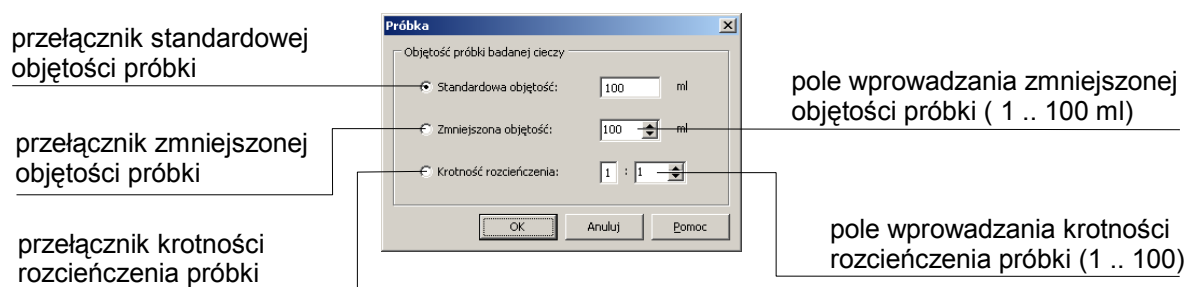 przełącznik standardowej
objętości próbki
przełącznik zmniejszonej
objętości próbki
przełącznik krotności
rozcieńczenia próbki
Próbka
Objętość próbki badanej cieczy
Standardowa objętość: 100 ml
Zmniejszona objętość: 100 ml
Krotność rozcieńczenia: 1 : 1
OK Anuluj Pomoc
pole wprowadzania zmniejszonej
objętości próbki ( 1 .. 100 ml)
pole wprowadzania krotności
rozcieńczenia próbki (1 .. 100)